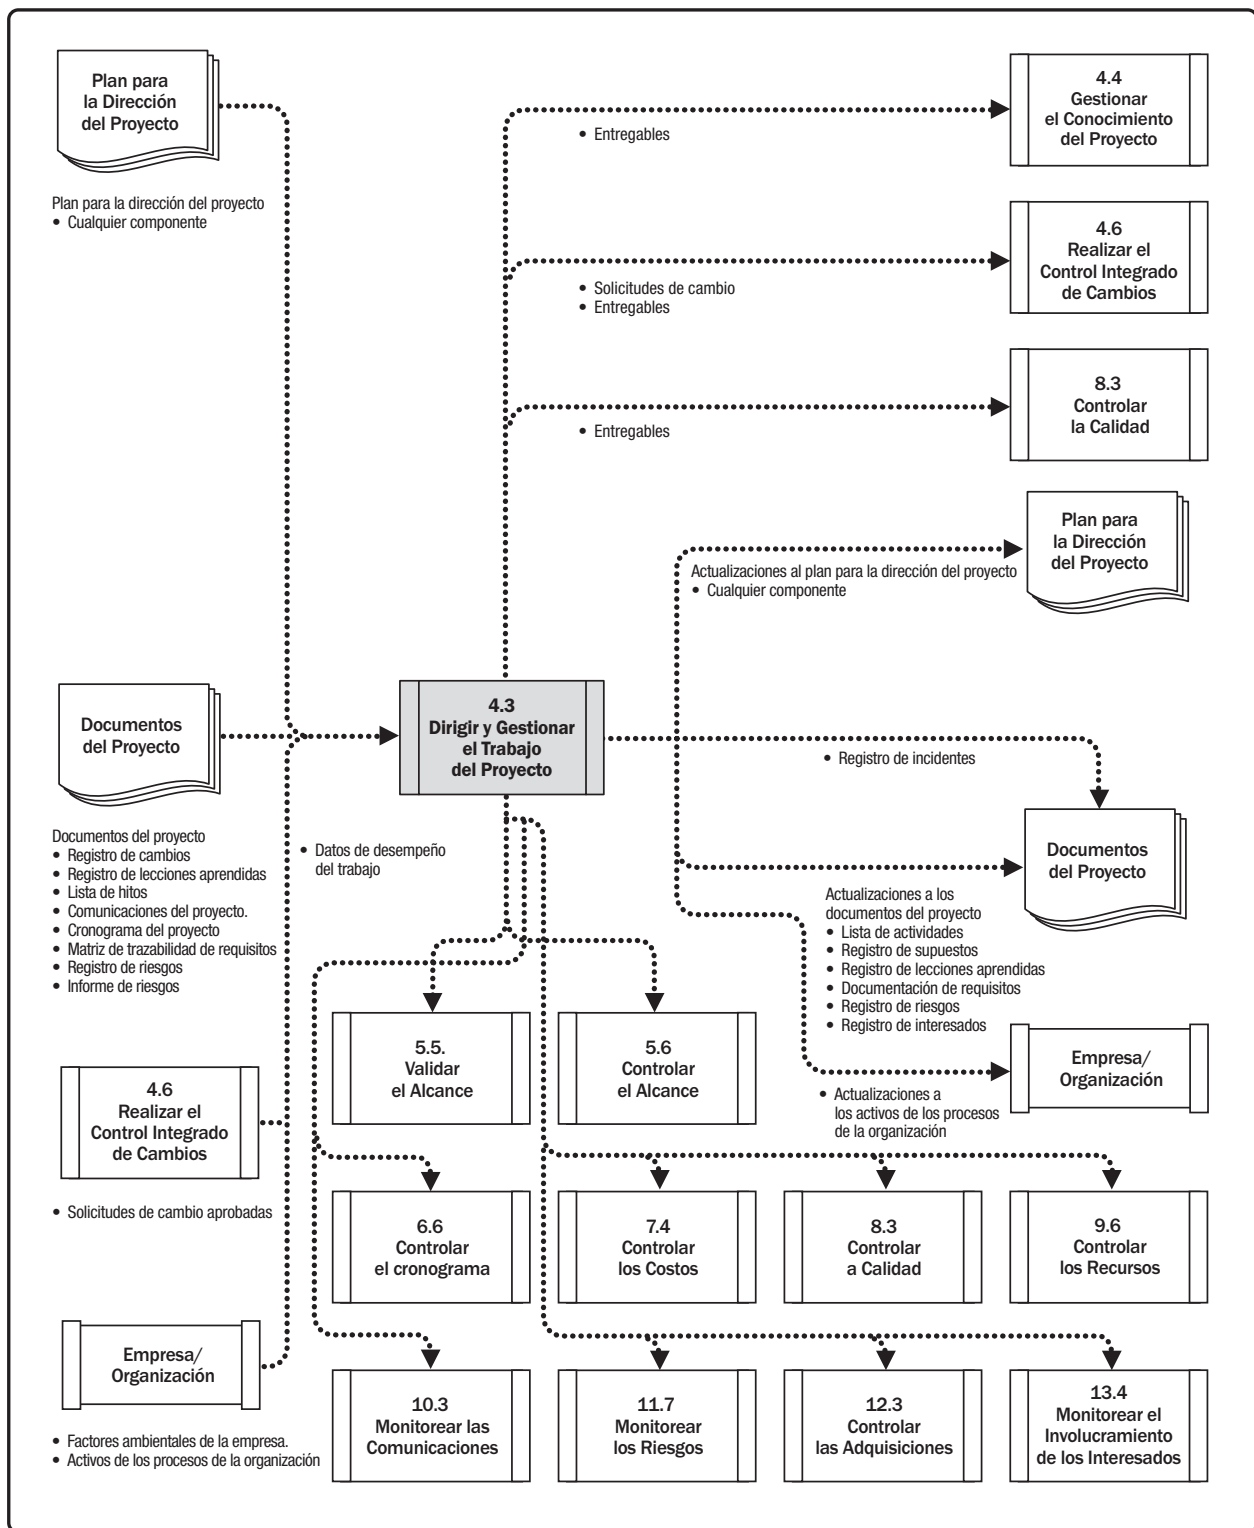 Plan para
la Dirección
del Proyecto
Plan para la dirección del proyecto
• Cualquier componente
4.4
Gestionar
el Conocimiento
del Proyecto
• Entregables
4.6
Realizar el
Control Integrado
de Cambios
• Solicitudes de cambio
• Entregables
8.3
Controlar
la Calidad
• Entregables
Plan para
la Dirección
del Proyecto
Actualizaciones al plan para la dirección del proyecto
• Cualquier componente
Documentos
del Proyecto
4.3
Dirigir y Gestionar
el Trabajo
del Proyecto
• Registro de incidentes
Documentos del proyecto
• Registro de cambios
• Registro de lecciones aprendidas
• Lista de hitos
• Comunicaciones del proyecto.
• Cronograma del proyecto
• Matriz de trazabilidad de requisitos
• Registro de riesgos
• Informe de riesgos
• Datos de desempeño
del trabajo
Documentos
del Proyecto
Actualizaciones a los
documentos del proyecto
• Lista de actividades
• Registro de supuestos
• Registro de lecciones aprendidas
• Documentación de requisitos
• Registro de riesgos
• Registro de interesados
5.5.
Validar
el Alcance
5.6
Controlar
el Alcance
Empresa/
Organización
• Actualizaciones a
los activos de los procesos
de la organización
4.6
Realizar el
Control Integrado
de Cambios
• Solicitudes de cambio aprobadas
6.6
Controlar
el cronograma
7.4
Controlar
los Costos
8.3
Controlar
a Calidad
9.6
Controlar
los Recursos
Empresa/
Organización
• Factores ambientales de la empresa.
• Activos de los procesos de la organización
10.3
Monitorear las
Comunicaciones
11.7
Monitorear
los Riesgos
12.3
Controlar
las Adquisiciones
13.4
Monitorear el
Involucramiento
de los Interesados